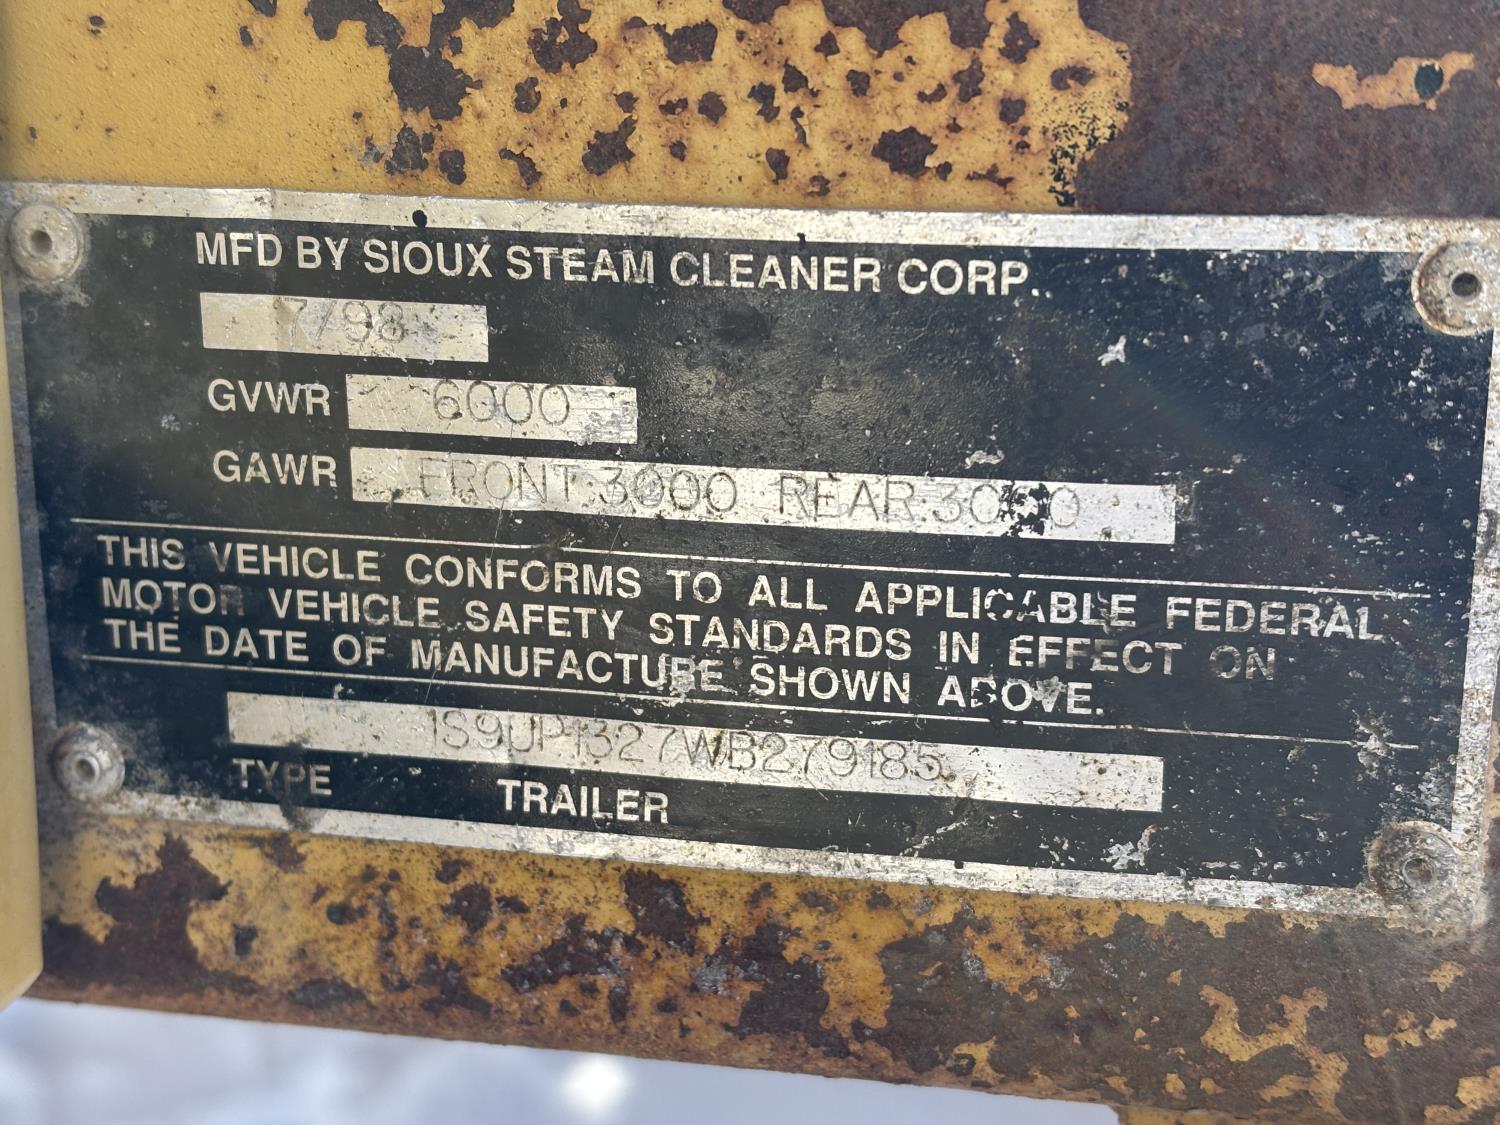 MFD BY SIOUX STEAM CLEANER CORP.
7/98
GVWR 6000
GAWR FRONT 3000 REAR 3000
THIS VEHICLE CONFORMS TO ALL APPLICABLE FEDERAL
MOTOR VEHICLE SAFETY STANDARDS IN EFFECT ON
THE DATE OF MANUFACTURE SHOWN ABOVE.
1S9UP1327WB279185
TYPE TRAILER